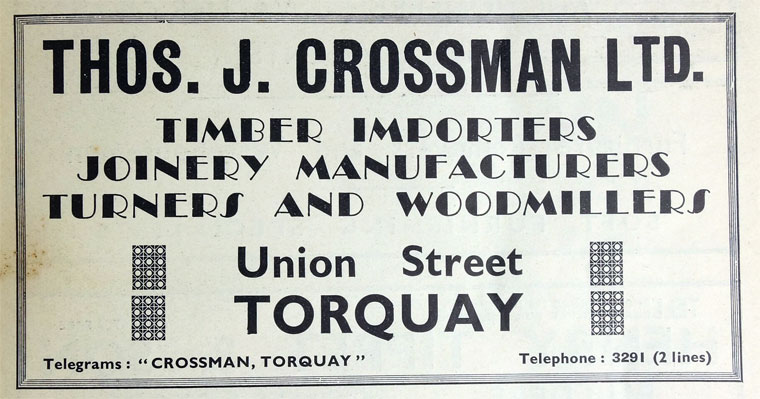 THOS. J. CROSSMAN LTD.
TIMBER IMPORTERS
JOINERY MANUFACTURERS
TURNERS AND WOODMILLERS
Union Street
TORQUAY
Telegrams : "CROSSMAN, TORQUAY" Telephone : 3291 (2 lines)